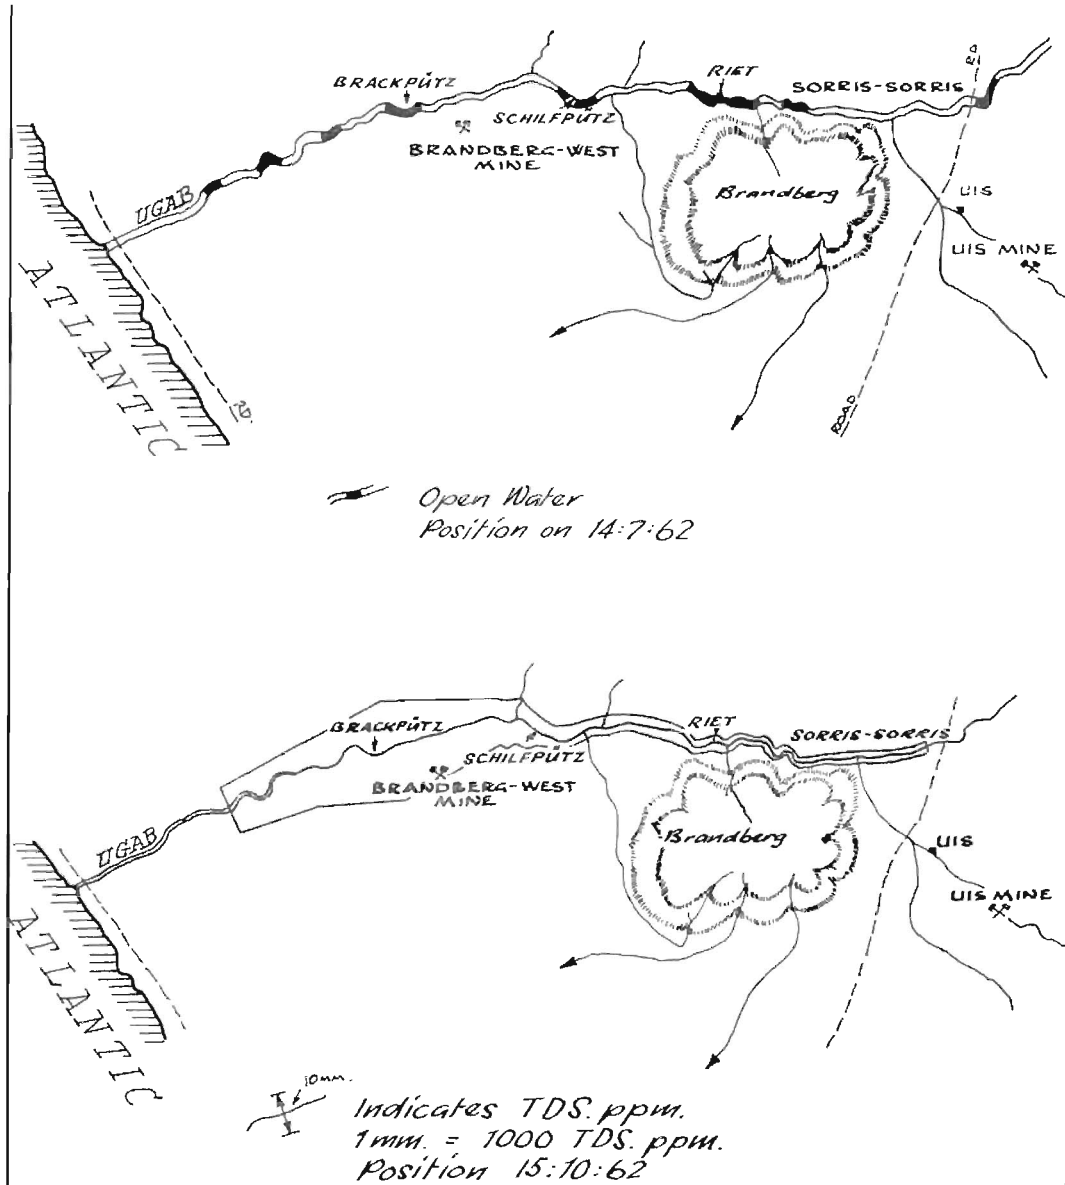 RD.
RIET
BRACKPÜTZ
SORRIS-SORRIS
SCHILFPÜTZ
BRANDBERG-WEST
MINE
Brandberg
UIS
UGAB
UIS MINE
ATLANTIC
RD.
ROAD
Open Water
Position on 14:7:62
RIET
BRACKPÜTZ
SORRIS-SORRIS
SCHILFPÜTZ
BRANDBERG-WEST
MINE
Brandberg
UIS
UGAB
UIS MINE
ATLANTIC
10mm.
Indicates TDS. ppm.
1mm. = 1000 TDS. ppm.
Position 15:10:62